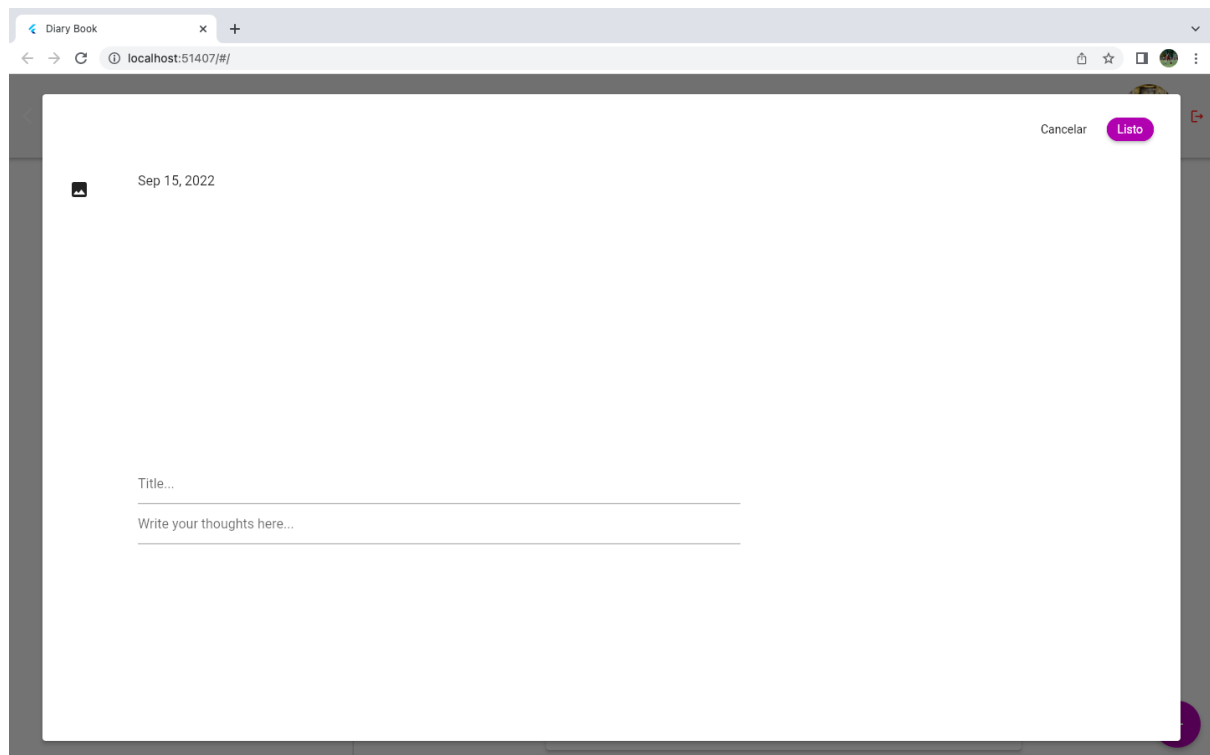 Diary Book
localhost:51407/#/
Cancelar Listo
Sep 15, 2022
Title...
Write your thoughts here...